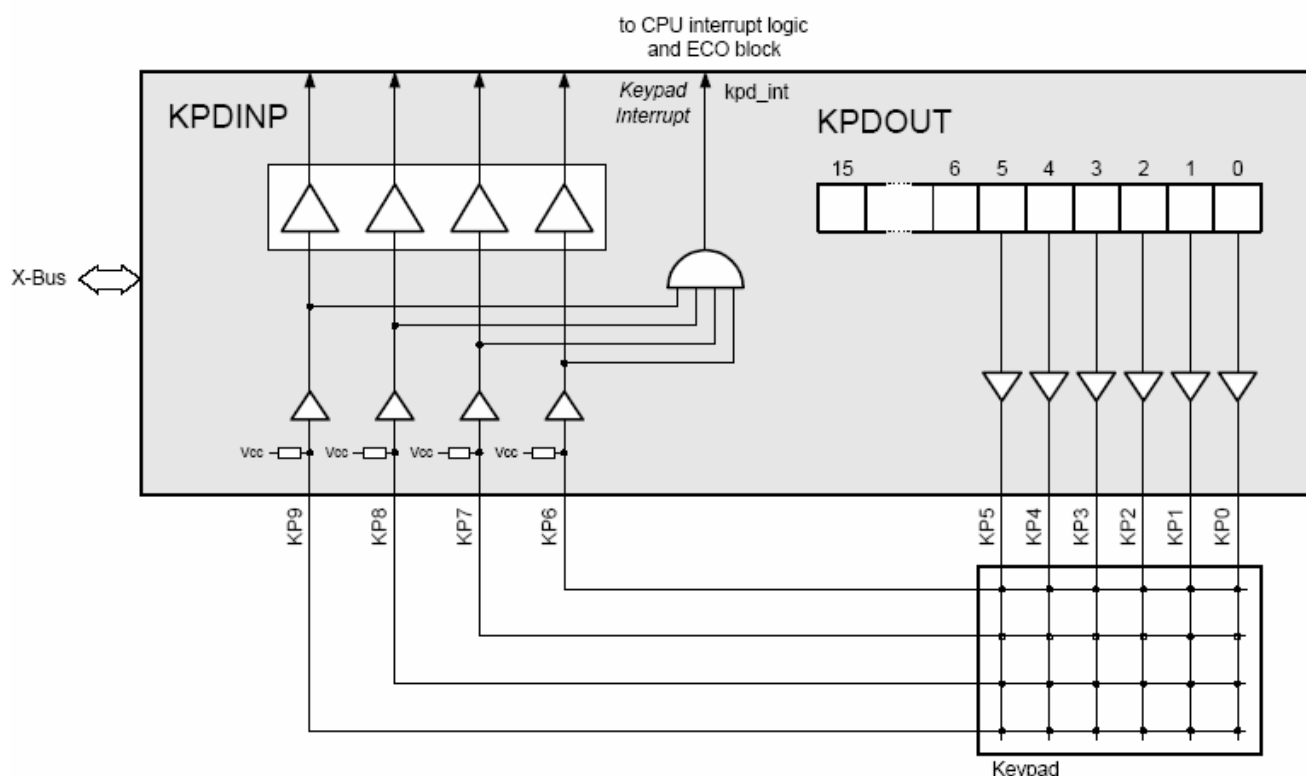 to CPU interrupt logic
and ECO block
Keypad
Interrupt
kpd_int
KPDINP
KPDOUT
15 6 5 4 3 2 1 0
X-Bus
Vcc Vcc Vcc Vcc
KP9 KP8 KP7 KP6 KP5 KP4 KP3 KP2 KP1 KP0
Keypad